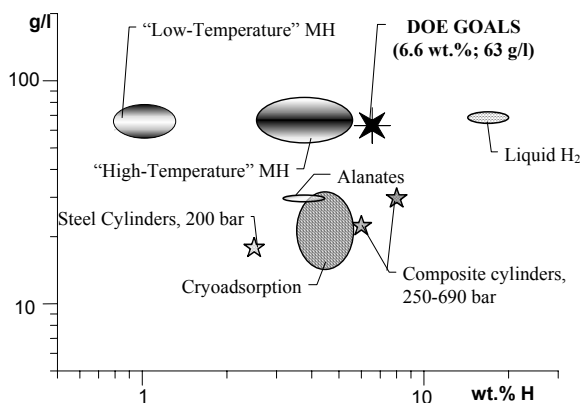 g/l
“Low-Temperature” MH
DOE GOALS
(6.6 wt.%; 63 g/l)
100
Liquid H₂
“High-Temperature” MH
Alanates
Steel Cylinders, 200 bar
Cryoadsorption
Composite cylinders,
250-690 bar
10
1
10
wt.% H